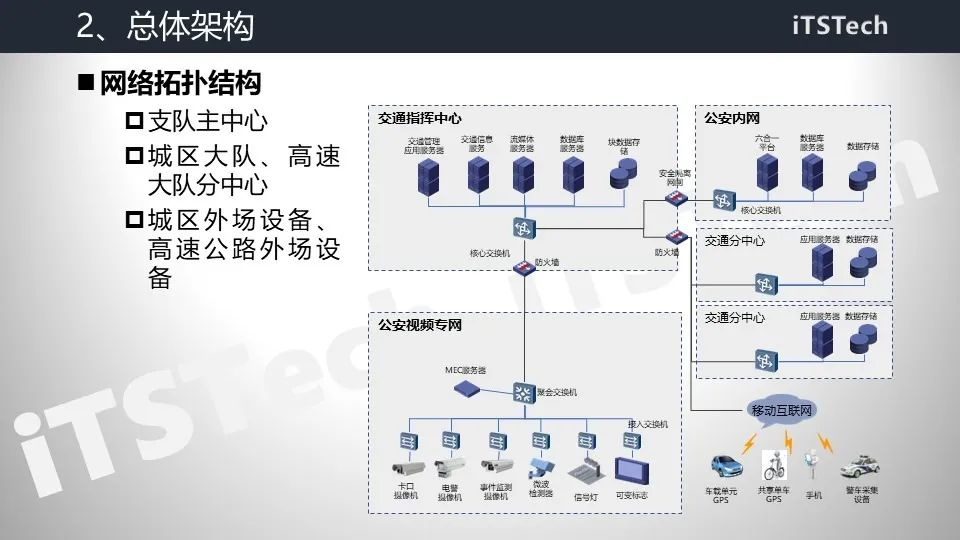 2、总体架构
iTSTech
网络拓扑结构
支队主中心
城区大队、高速
大队分中心
城区外场设备、
高速公路外场设
备
交通指挥中心
交通管理
应用服务器
交通信息
服务
流媒体
服务器
数据库
服务器
块数据存
储
核心交换机
防火墙
安全隔离
网闸
防火墙
公安内网
六合一
平台
数据库
服务器
数据存储
核心交换机
交通分中心
应用服务器
数据存储
交通分中心
应用服务器
数据存储
公安视频专网
MEC服务器
聚会交换机
接入交换机
卡口
摄像机
电警
摄像机
事件监测
摄像机
微波
检测器
信号灯
可变标志
移动互联网
车载单元
GPS
共享单车
GPS
手机
警车采集
设备
iTSTech iTSTech